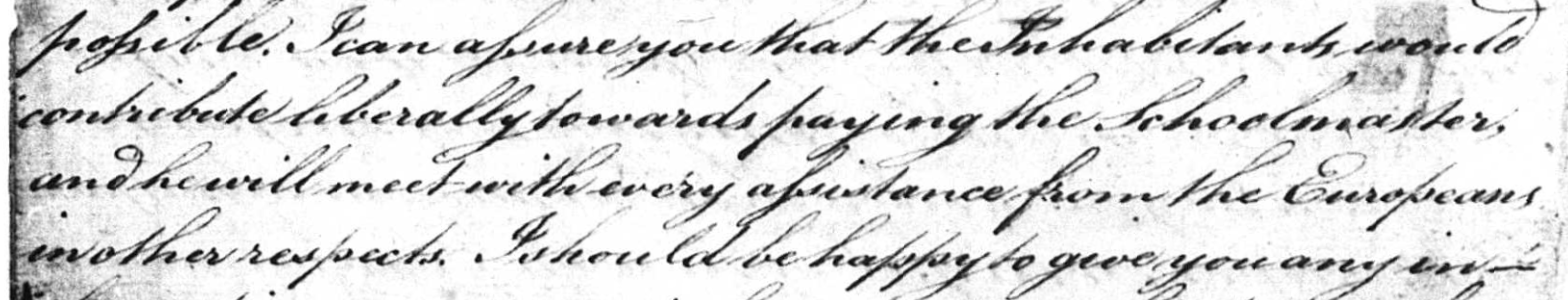 possible. I can assure you that the Inhabitants would
contribute liberally towards paying the Schoolmaster,
and he will meet with every assistance from the Europeans
in other respects. I should be happy to give you any in-